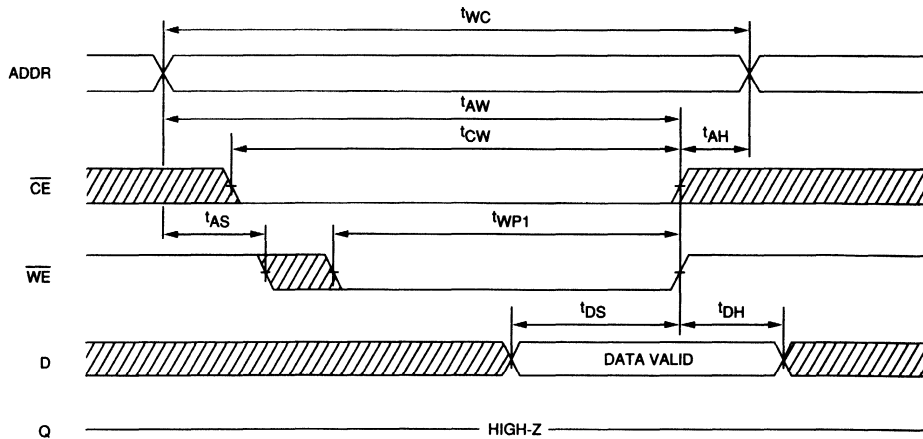 tWC
ADDR
tAW
tCW
tAH
CE
tAS
tWP1
WE
tDS
tDH
D
DATA VALID
Q
HIGH-Z